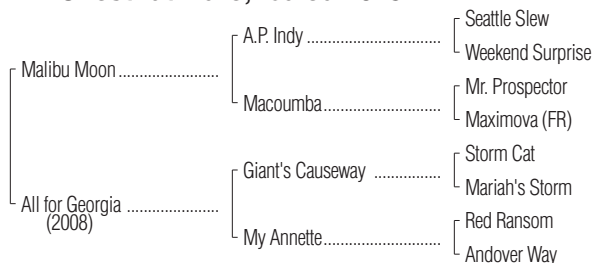 Seattle Slew
A.P. Indy
Weekend Surprise
Malibu Moon
Mr. Prospector
Macoumba
Maximova (FR)
Storm Cat
Giant's Causeway
Mariah's Storm
All for Georgia
(2008)
Red Ransom
My Annette
Andover Way